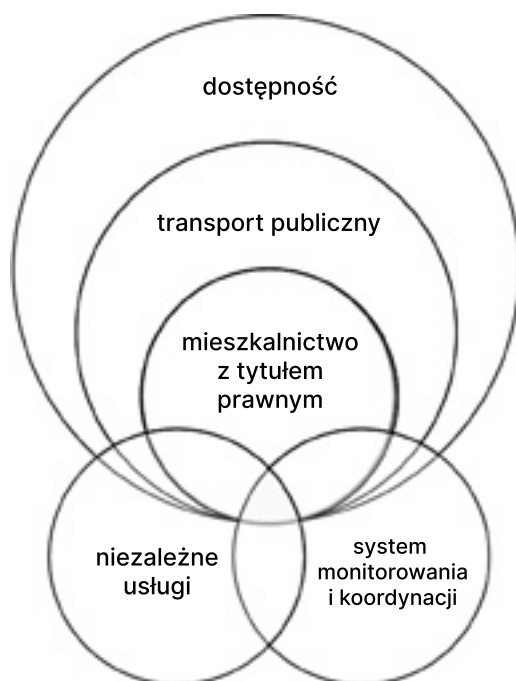 dostępność
transport publiczny
mieszkalnictwo
z tytułem
prawnym
niezależne
usługi
system
monitorowania
i koordynacji